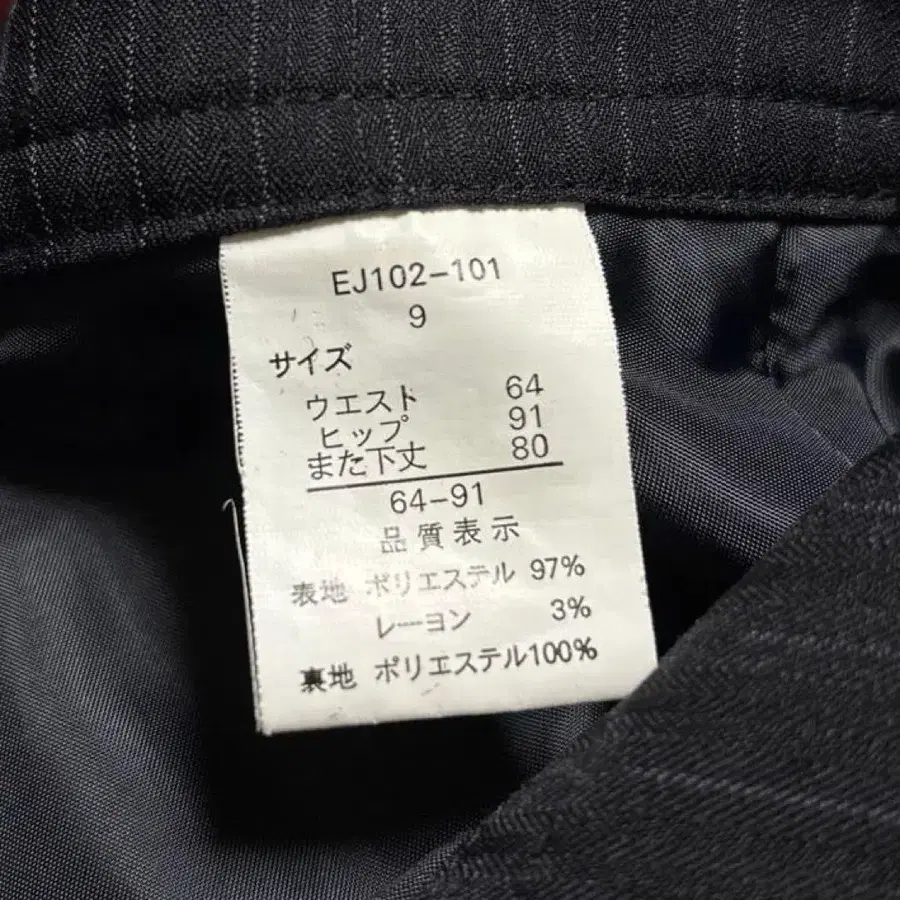 EJ102-101
9
サイズ
ウエスト 64
ヒップ 91
また下丈 80
64-91
品質表示
表地 ポリエステル 97%
レーヨン 3%
裏地 ポリエステル100%